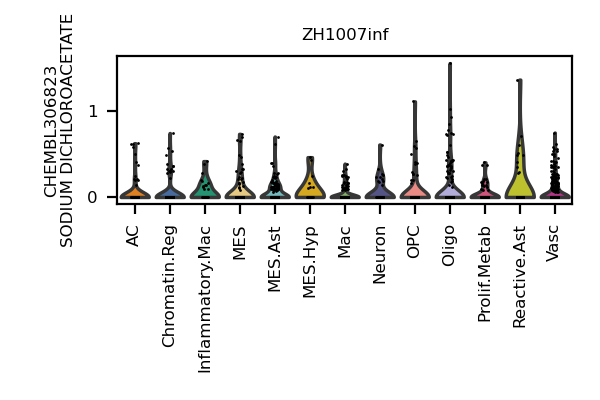 ZH1007inf
CHEMBL306823
SODIUM DICHLOROACETATE
1
0
AC
Chromatin.Reg
Inflammatory.Mac
MES
MES.Ast
MES.Hyp
Mac
Neuron
OPC
Oligo
Prolif.Metab
Reactive.Ast
Vasc